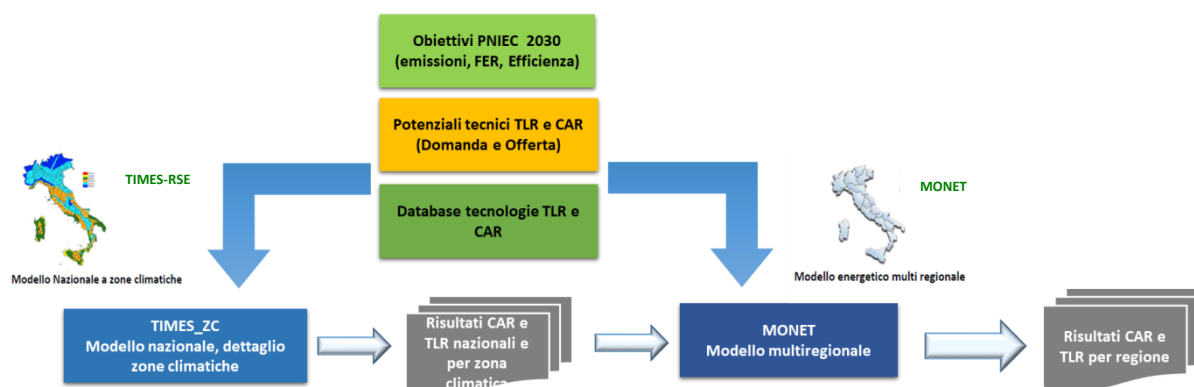 Obiettivi PNIEC 2030
(emissioni, FER, Efficienza)
Potenziali tecnici TLR e CAR
(Domanda e Offerta)
Database tecnologie TLR e
CAR
TIMES-RSE
Modello Nazionale a zone climatiche
MONET
Modello energetico multi regionale
TIMES_ZC
Modello nazionale, dettaglio
zone climatiche
Risultati CAR e
TLR nazionali e
per zona
climatica
MONET
Modello multiregionale
Risultati CAR e
TLR per regione